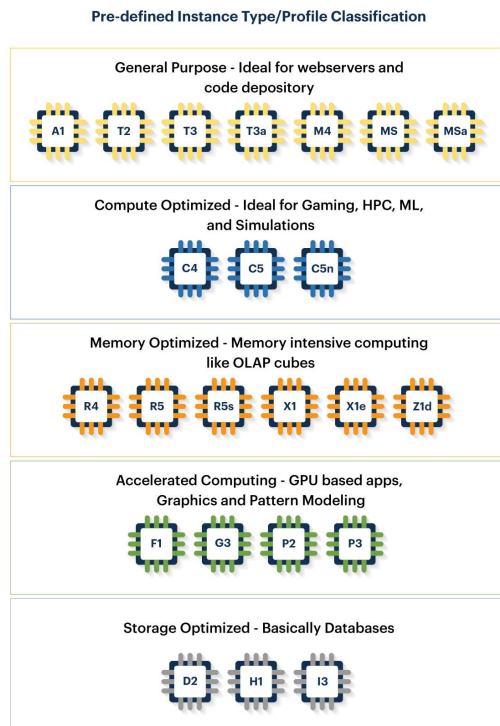 Pre-defined Instance Type/Profile Classification
General Purpose - Ideal for webservers and
code depository
A1 T2 T3 T3a M4 MS MSa
Compute Optimized - Ideal for Gaming, HPC, ML,
and Simulations
C4 C5 C5n
Memory Optimized - Memory intensive computing
like OLAP cubes
R4 R5 R5s X1 X1e Z1d
Accelerated Computing - GPU based apps,
Graphics and Pattern Modeling
F1 G3 P2 P3
Storage Optimized - Basically Databases
D2 H1 I3